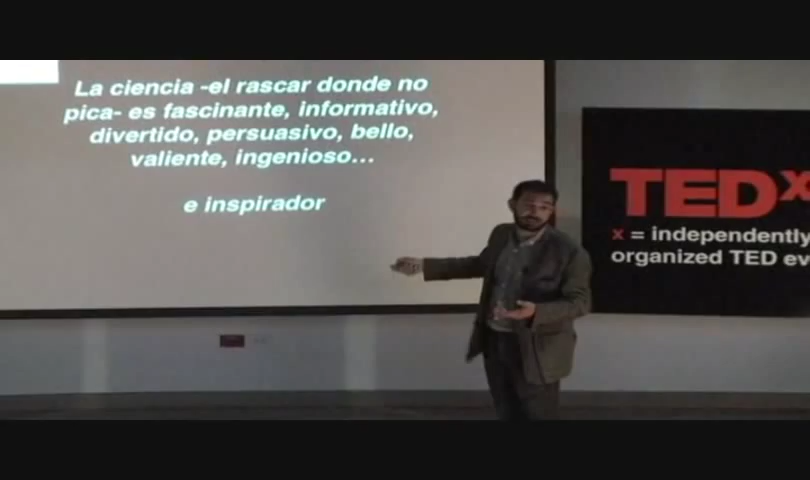 La ciencia -el rascar donde no
pica- es fascinante, informativo,
divertido, persuasivo, bello,
valiente, ingenioso...
e inspirador
TEDx
x = independently
organized TED ev